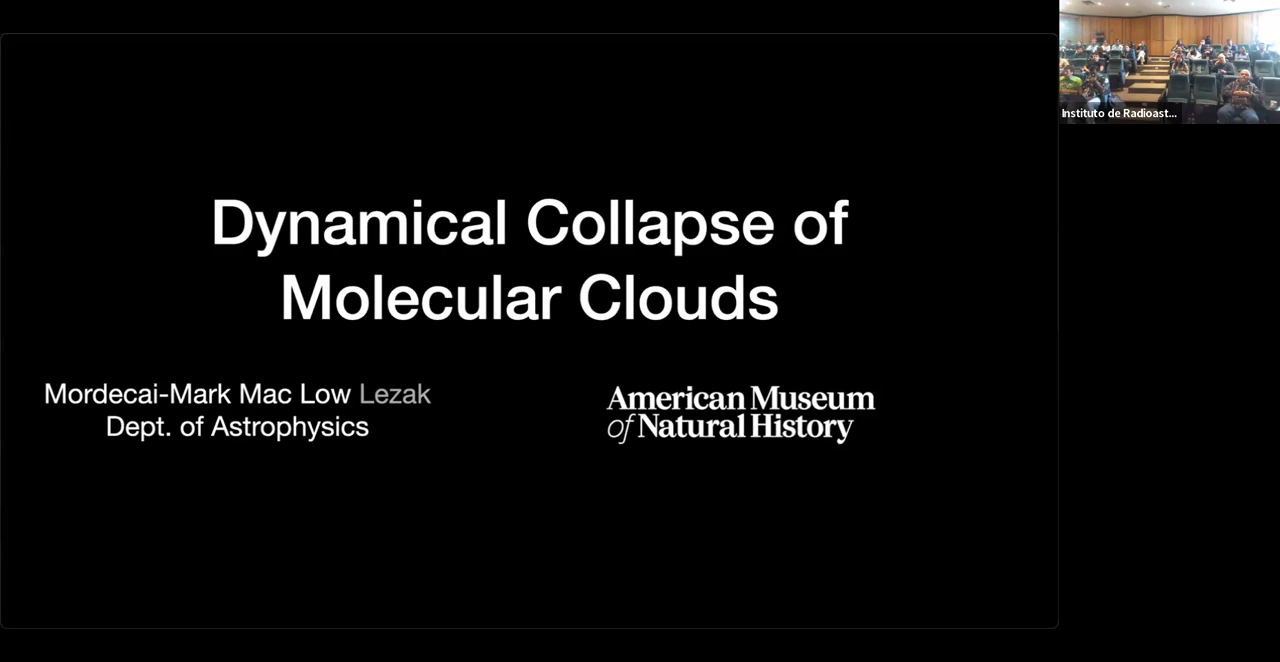 Dynamical Collapse of
Molecular Clouds
Mordecai-Mark Mac Low Lezak
Dept. of Astrophysics
American Museum
of Natural History
Instituto de Radioast...